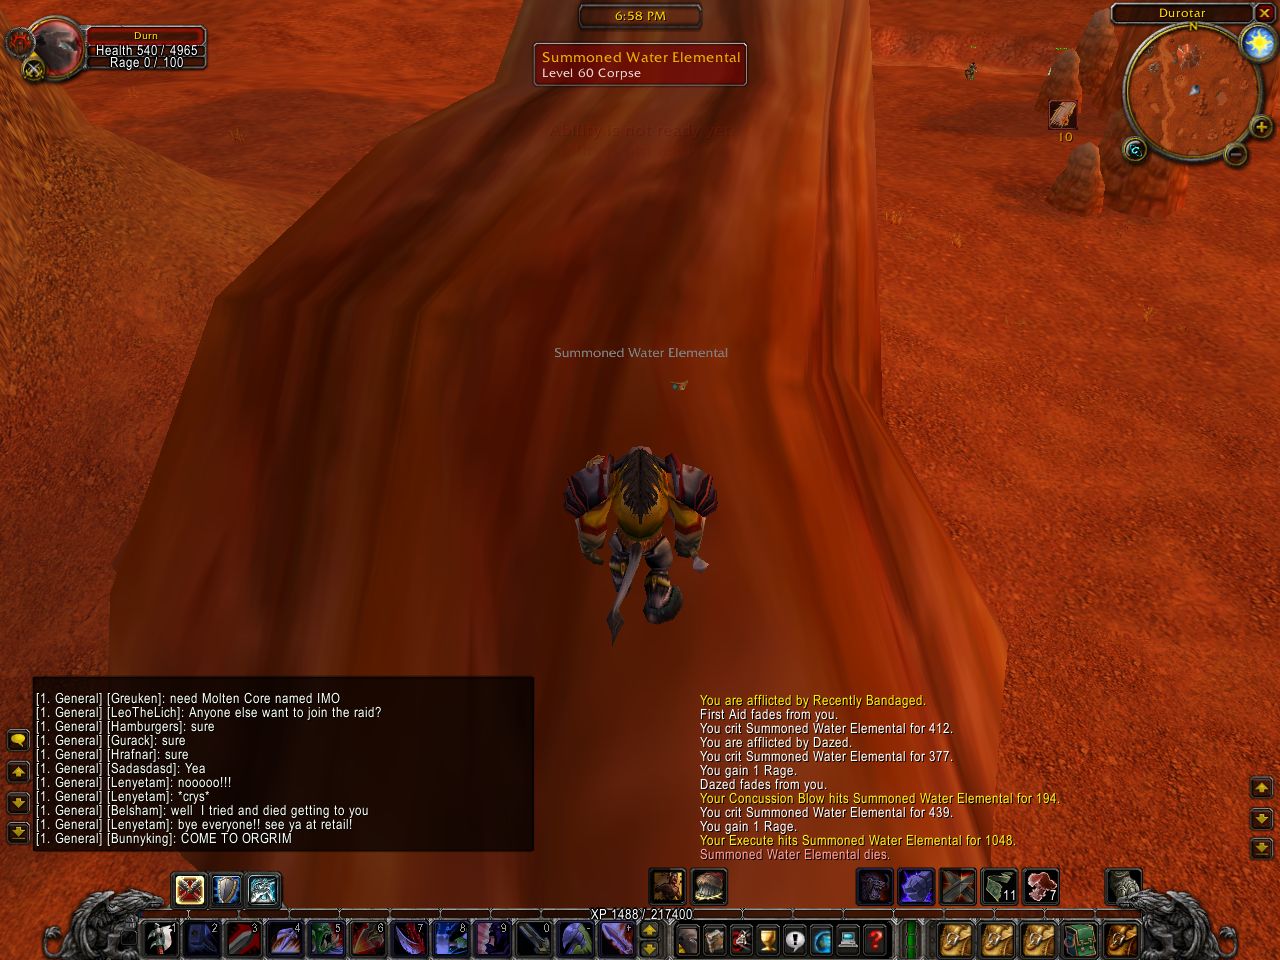 6:58 PM
Durotar
N
Durn
Health 540 / 4965
Rage 0 / 100
Summoned Water Elemental
Level 60 Corpse
Ability is not ready yet.
10
Summoned Water Elemental
[1. General] [Greuken]: need Molten Core named IMO
[1. General] [LeoTheLich]: Anyone else want to join the raid?
[1. General] [Hamburgers]: sure
[1. General] [Gurack]: sure
[1. General] [Hrafnar]: sure
[1. General] [Sadasdasd]: Yea
[1. General] [Lenyetam]: nooooo!!!
[1. General] [Lenyetam]: *crys*
[1. General] [Belsham]: well I tried and died getting to you
[1. General] [Lenyetam]: bye everyone!! see ya at retail!
[1. General] [Bunnyking]: COME TO ORGRIM
You are afflicted by Recently Bandaged.
First Aid fades from you.
You crit Summoned Water Elemental for 412.
You are afflicted by Dazed.
You crit Summoned Water Elemental for 377.
You gain 1 Rage.
Dazed fades from you.
Your Concussion Blow hits Summoned Water Elemental for 194.
You crit Summoned Water Elemental for 439.
You gain 1 Rage.
Your Execute hits Summoned Water Elemental for 1048.
Summoned Water Elemental dies.
11
7
XP 1488 / 217400
1 2 3 4 5 6 7 8 9 0 - +